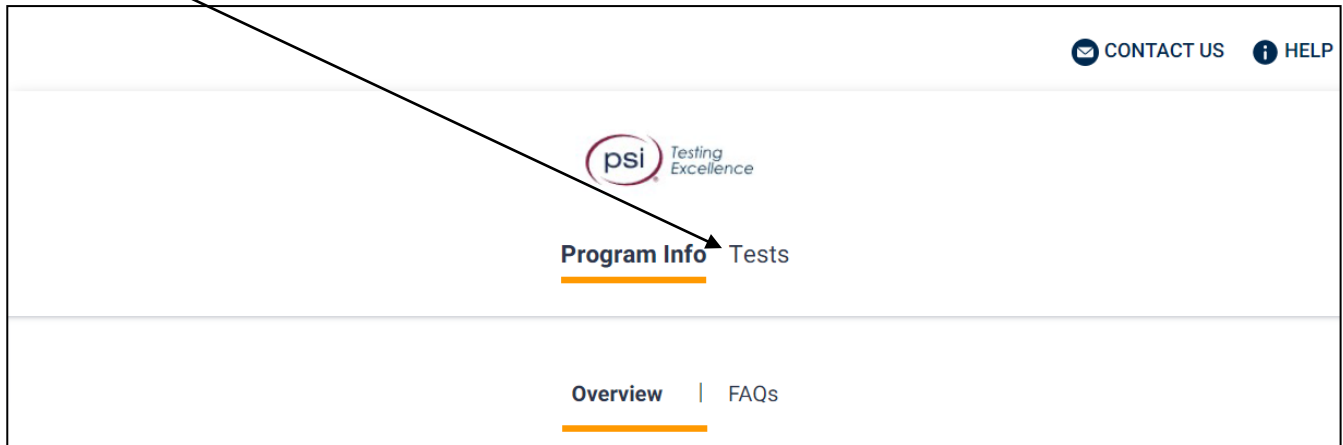 CONTACT US HELP
psi Testing
Excellence
Program Info Tests
Overview | FAQs